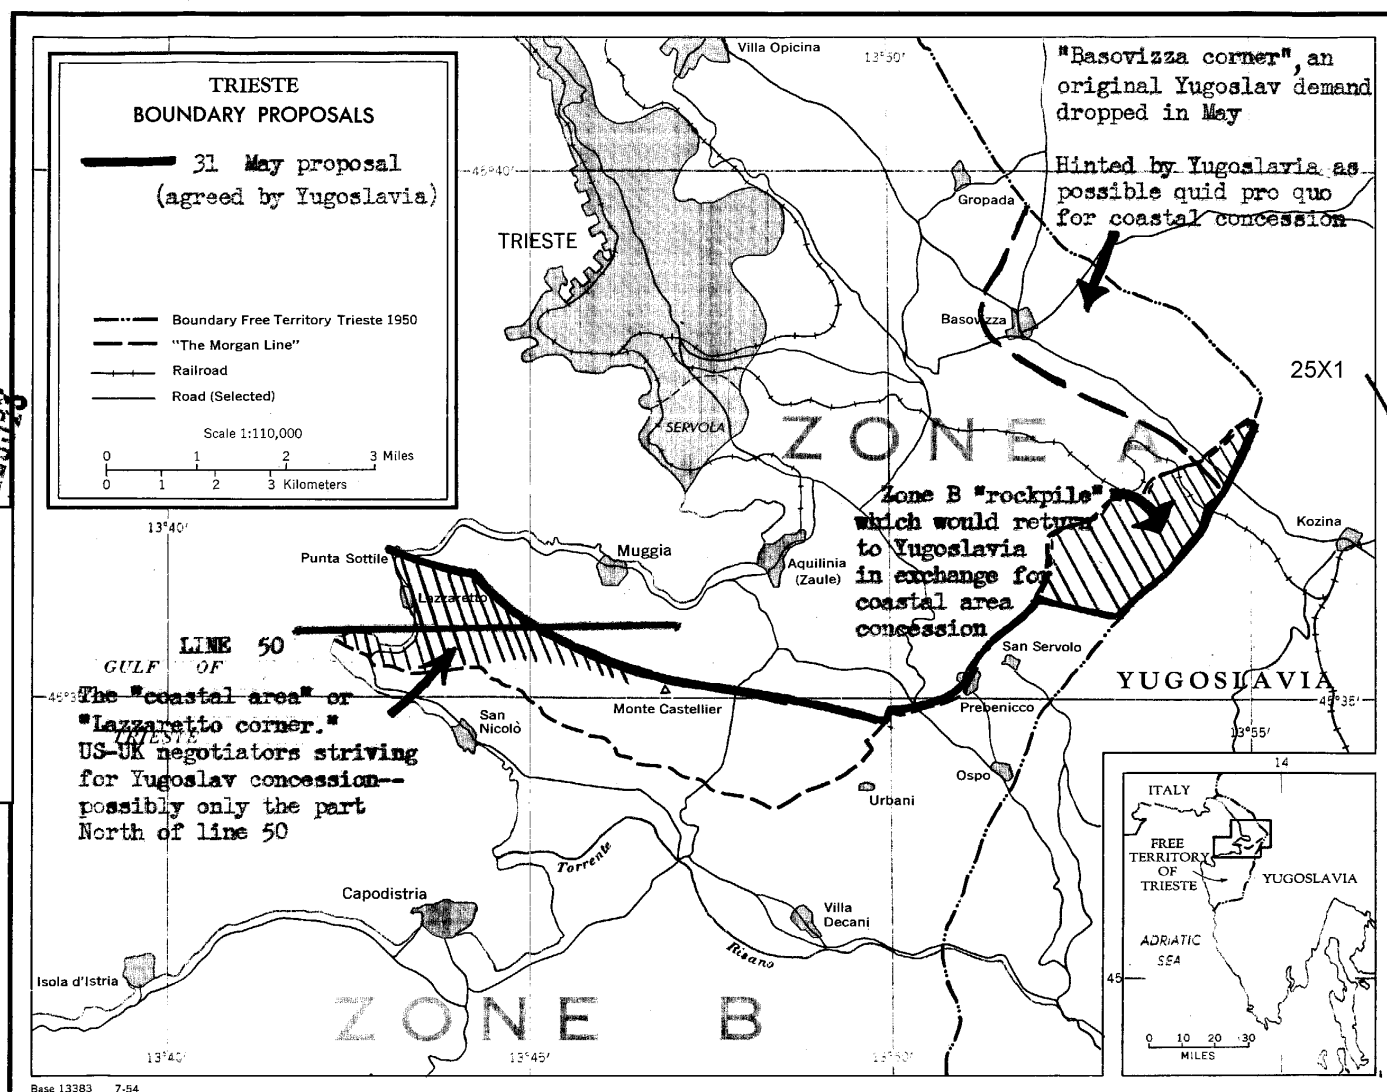 TRIESTE
BOUNDARY PROPOSALS
31 May proposal
(agreed by Yugoslavia)
Boundary Free Territory Trieste 1950
"The Morgan Line"
Railroad
Road (Selected)
Scale 1:110,000
0 1 2 3 Miles
0 1 2 3 Kilometers
Villa Opicina
13°50'
"Basovizza corner", an
original Yugoslav demand
dropped in May
Hinted by Yugoslavia as
possible quid pro quo
for coastal concession
45°40'
Gropada
TRIESTE
Basovizza
25X1
SERVOLA
ZONE A
Zone B "rockpile"
which would return
to Yugoslavia
in exchange for
coastal area
concession
Kozina
13°40'
Punta Sottile
Muggia
Aquilinia
(Zaule)
Lazzaretto
LINE 50
GULF OF
TRIESTE
The "coastal area" or
"Lazzaretto corner."
US-UK negotiators striving
for Yugoslav concession--
possibly only the part
North of line 50
San Servolo
YUGOSLAVIA
45°35'
45°35'
Monte Castellier
Prebenicco
San
Nicolò
13°55'
Ospo
Urbani
Torrente
Capodistria
Villa
Decani
Risano
Isola d'Istria
ZONE B
13°40'
13°45'
13°50'
14
ITALY
FREE
TERRITORY
OF
TRIESTE
YUGOSLAVIA
ADRIATIC
SEA
45
0 10 20 30
MILES
Base 13383 7-54